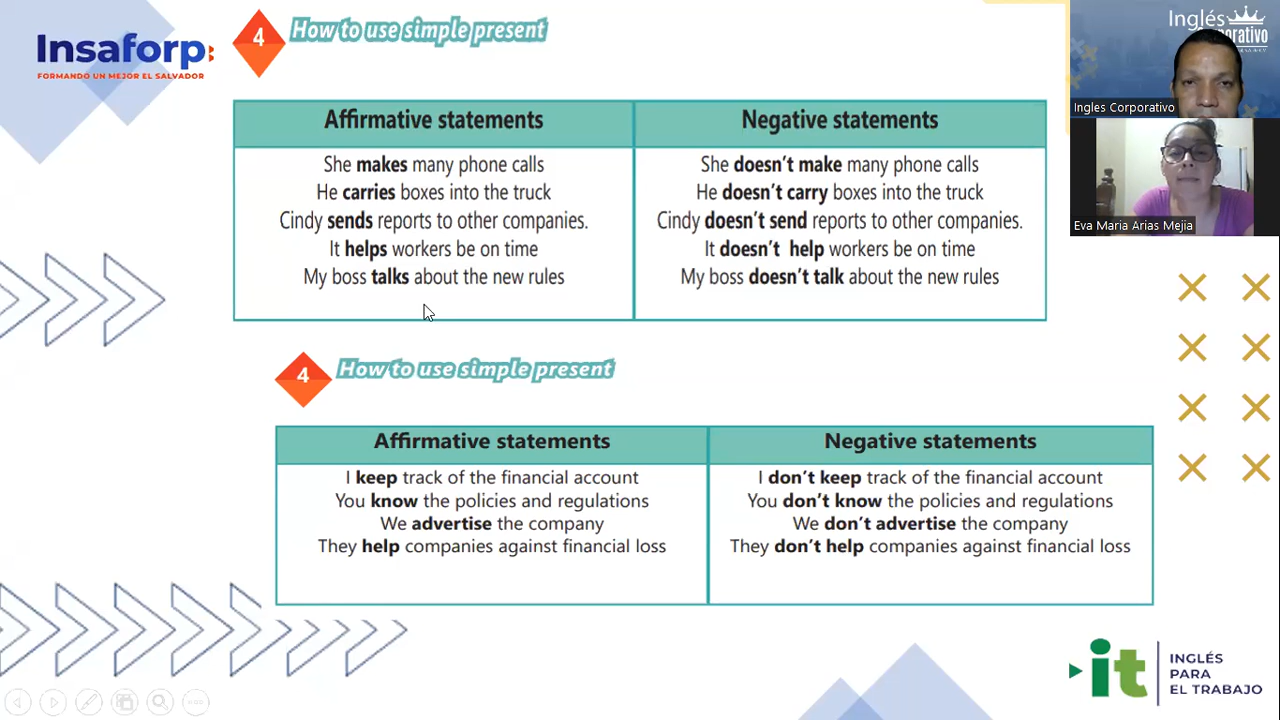 Insaforp
FORMANDO UN MEJOR EL SALVADOR
4
How to use simple present
Affirmative statements
She makes many phone calls
He carries boxes into the truck
Cindy sends reports to other companies.
It helps workers be on time
My boss talks about the new rules
Negative statements
She doesn't make many phone calls
He doesn't carry boxes into the truck
Cindy doesn't send reports to other companies.
It doesn't help workers be on time
My boss doesn't talk about the new rules
4
How to use simple present
Affirmative statements
I keep track of the financial account
You know the policies and regulations
We advertise the company
They help companies against financial loss
Negative statements
I don't keep track of the financial account
You don't know the policies and regulations
We don't advertise the company
They don't help companies against financial loss
Inglés
Ingles Corporativo
Eva Maria Arias Mejia
it
INGLÉS
PARA
EL TRABAJO